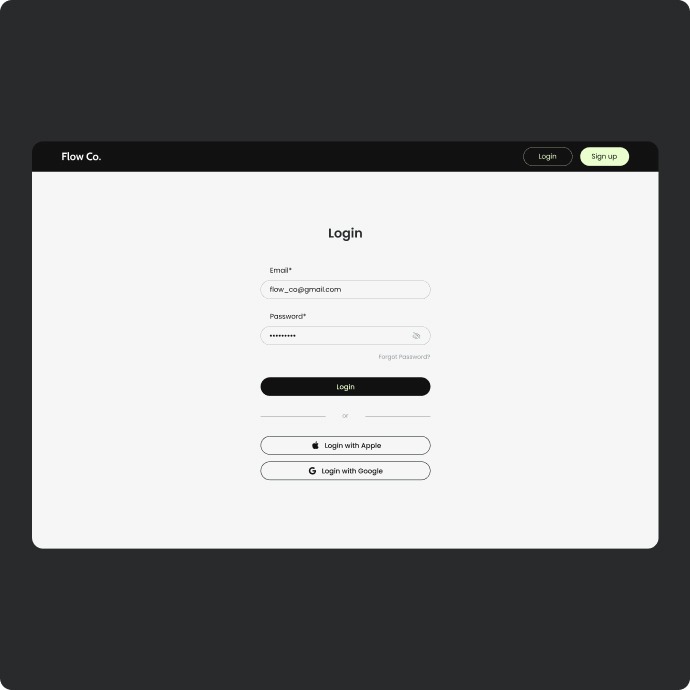 Flow Co.
Login
Sign up
Login
Email*
flow_co@gmail.com
Password*
•••••••••
Forgot Password?
Login
or
Login with Apple
Login with Google